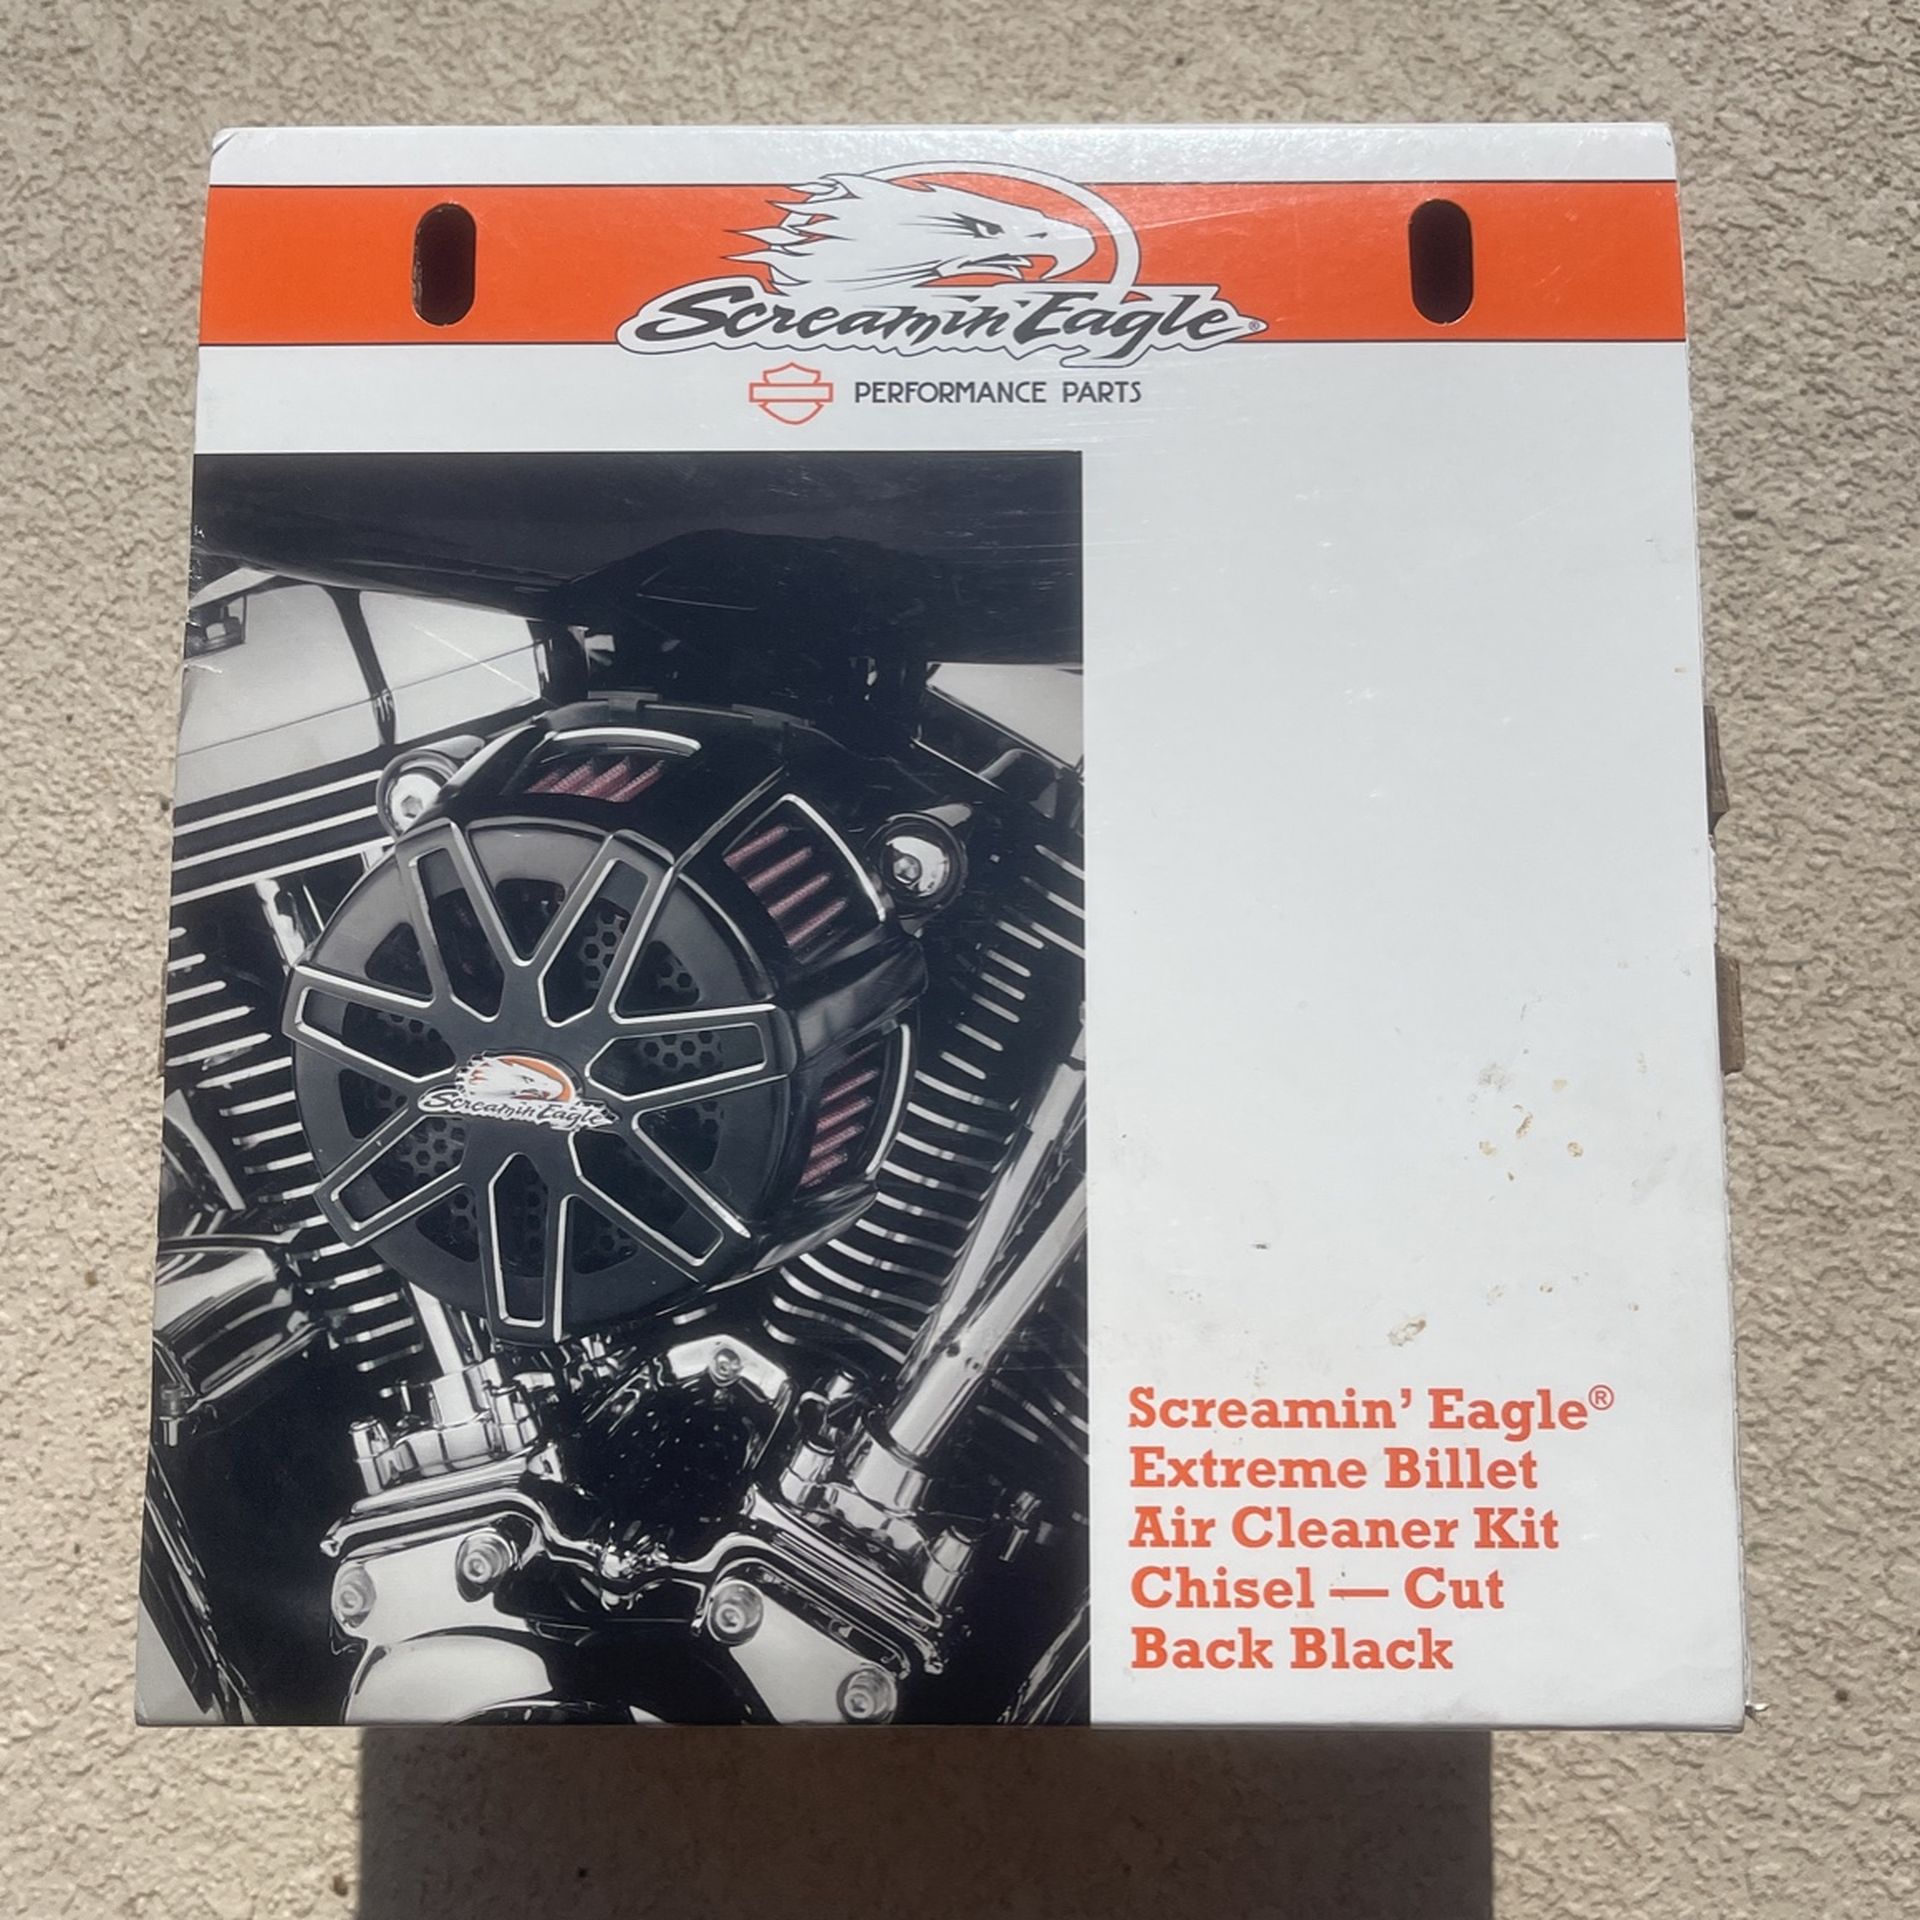 Screamin' Eagle®
PERFORMANCE PARTS
Screamin' Eagle
Screamin' Eagle®
Extreme Billet
Air Cleaner Kit
Chisel — Cut
Back Black